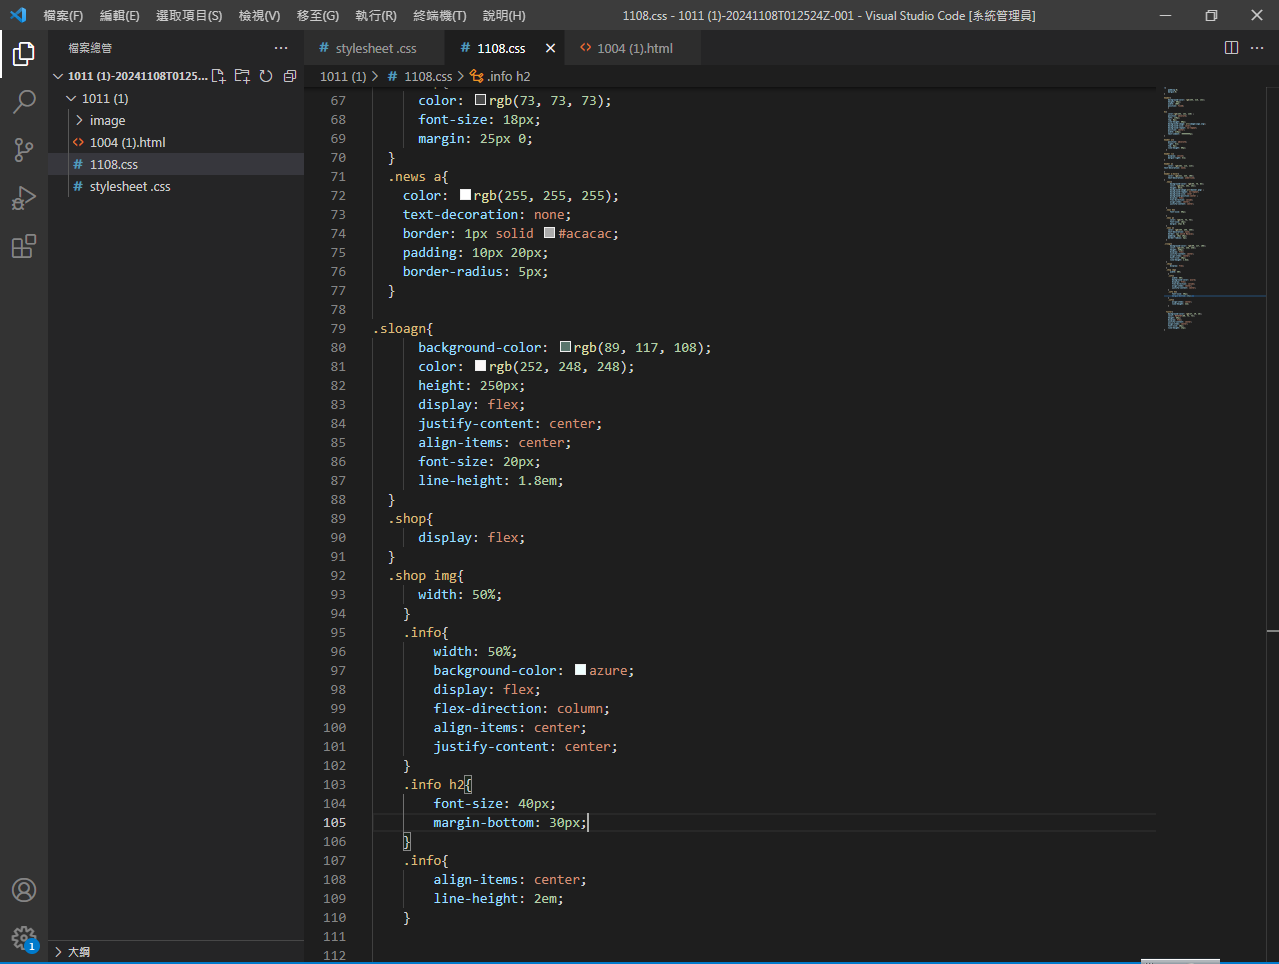 檔案(F) 編輯(E) 選取項目(S) 檢視(V) 移至(G) 執行(R) 終端機(T) 說明(H) 1108.css - 1011 (1)-20241108T012524Z-001 - Visual Studio Code [系統管理員]
檔案總管 ···
1011 (1)-20241108T0125...
1011 (1)
image
1004 (1).html
1108.css
stylesheet .css
大綱
1
stylesheet .css 1108.css 1004 (1).html
1011 (1) > 1108.css > .info h2
67 color: rgb(73, 73, 73);
68 font-size: 18px;
69 margin: 25px 0;
70 }
71 .news a{
72 color: rgb(255, 255, 255);
73 text-decoration: none;
74 border: 1px solid #acacac;
75 padding: 10px 20px;
76 border-radius: 5px;
77 }
78
79 .sloagn{
80 background-color: rgb(89, 117, 108);
81 color: rgb(252, 248, 248);
82 height: 250px;
83 display: flex;
84 justify-content: center;
85 align-items: center;
86 font-size: 20px;
87 line-height: 1.8em;
88 }
89 .shop{
90 display: flex;
91 }
92 .shop img{
93 width: 50%;
94 }
95 .info{
96 width: 50%;
97 background-color: azure;
98 display: flex;
99 flex-direction: column;
100 align-items: center;
101 justify-content: center;
102 }
103 .info h2{
104 font-size: 40px;
105 margin-bottom: 30px;
106 }
107 .info{
108 align-items: center;
109 line-height: 2em;
110 }
111
112